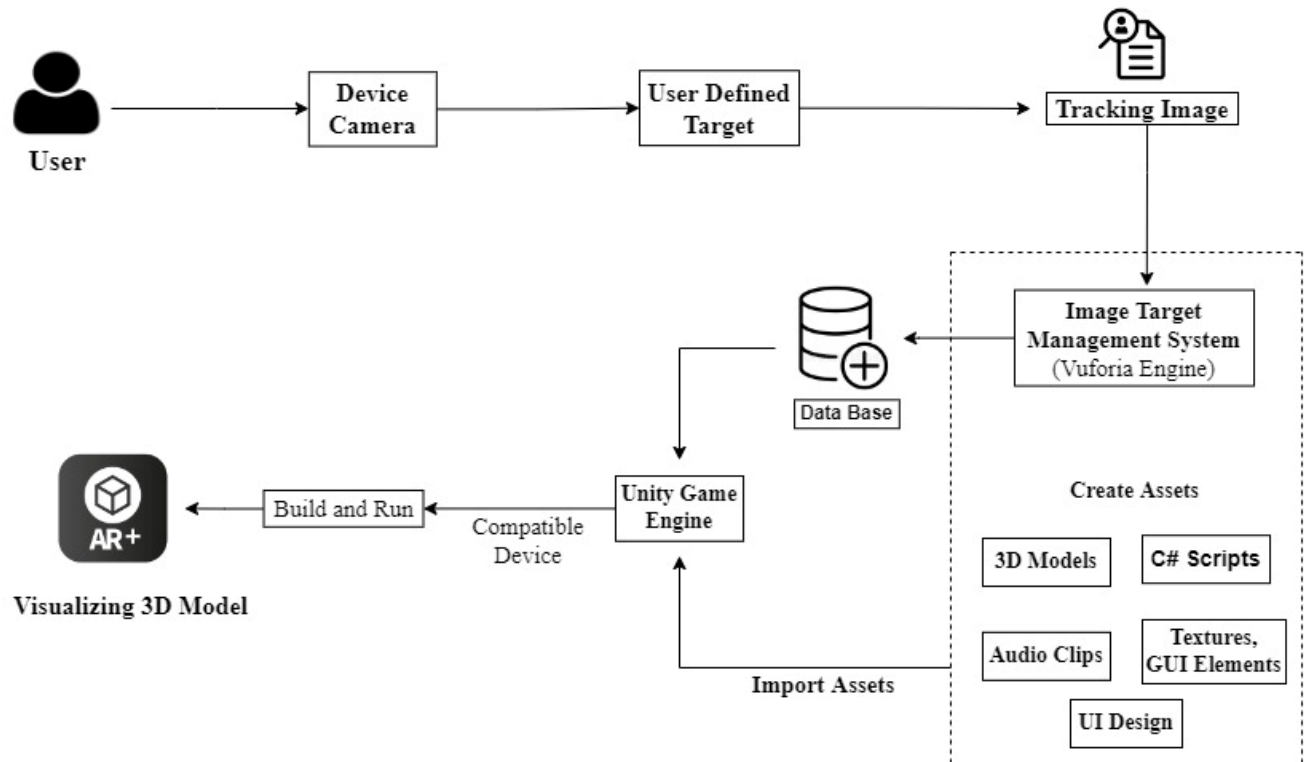 User
Device
Camera
User Defined
Target
Tracking Image
Image Target
Management System
(Vuforia Engine)
Data Base
Unity Game
Engine
Compatible
Device
Build and Run
AR+
Visualizing 3D Model
Create Assets
3D Models
C# Scripts
Audio Clips
Textures,
GUI Elements
UI Design
Import Assets